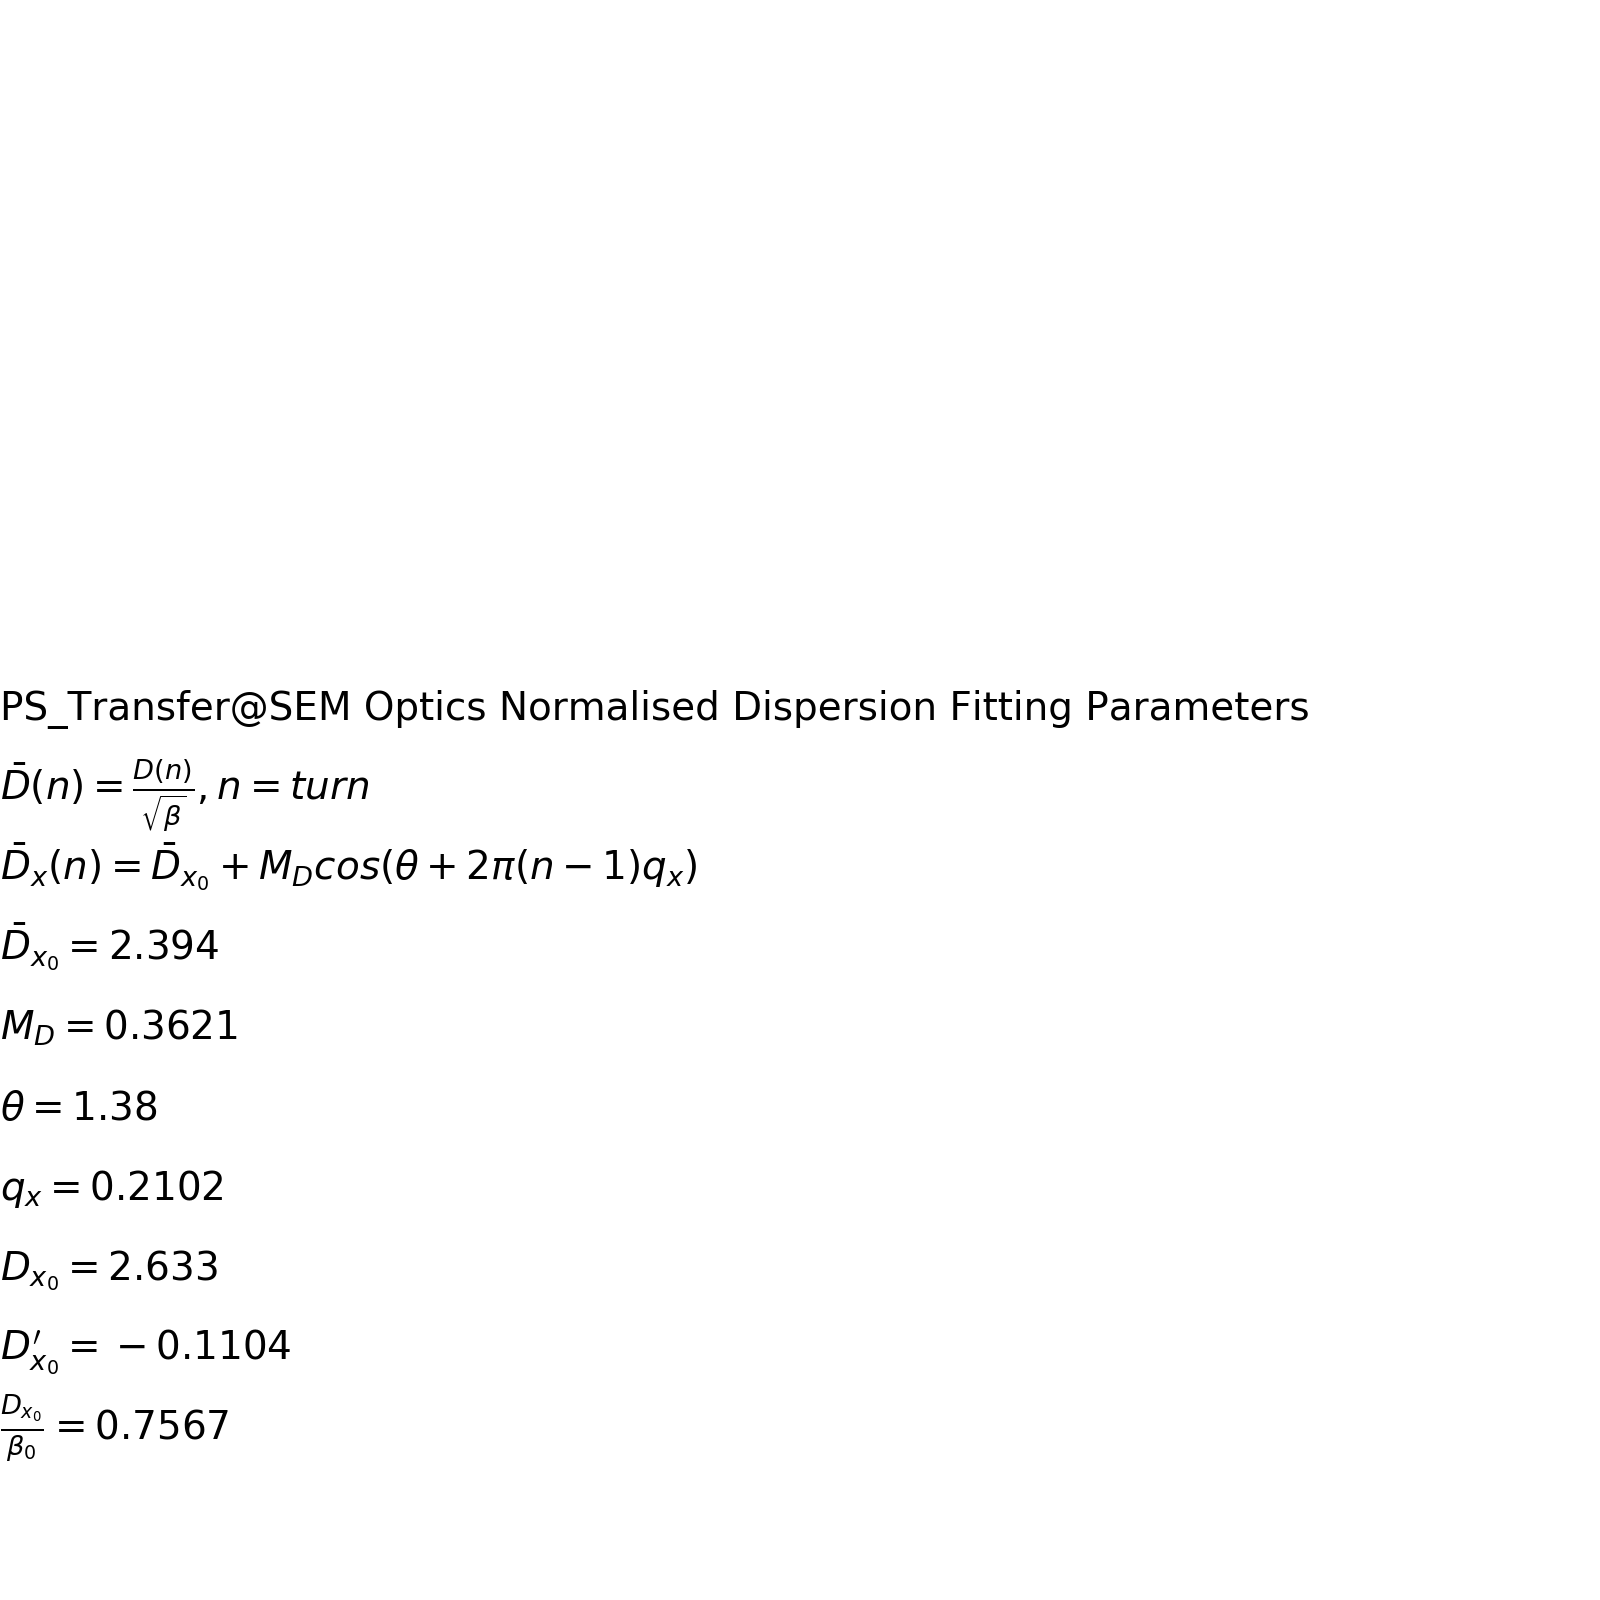 PS_Transfer@SEM Optics Normalised Dispersion Fitting Parameters
$\bar{D}(n) = \frac{D(n)}{\sqrt{\beta}}, n = turn$
$\bar{D}_x(n) = \bar{D}_{x_0} + M_D cos(\theta + 2\pi(n - 1)q_x)$
$\bar{D}_{x_0} = 2.394$
$M_D = 0.3621$
$\theta = 1.38$
$q_x = 0.2102$
$D_{x_0} = 2.633$
$D'_{x_0} = -0.1104$
$\frac{D_{x_0}}{\beta_0} = 0.7567$